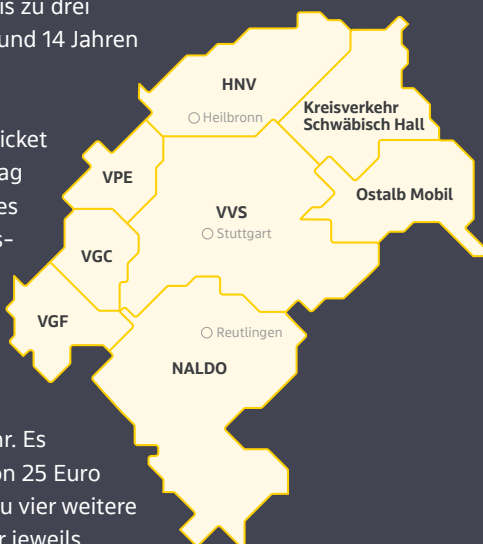 is zu drei
und 14 Jahren
icket
ag
es
s-
nr. Es
on 25 Euro
u vier weitere
r jeweils
HNV
Heilbronn
Kreisverkehr
Schwäbisch Hall
VPE
Ostalb Mobil
VVS
Stuttgart
VGC
VGF
Reutlingen
NALDO